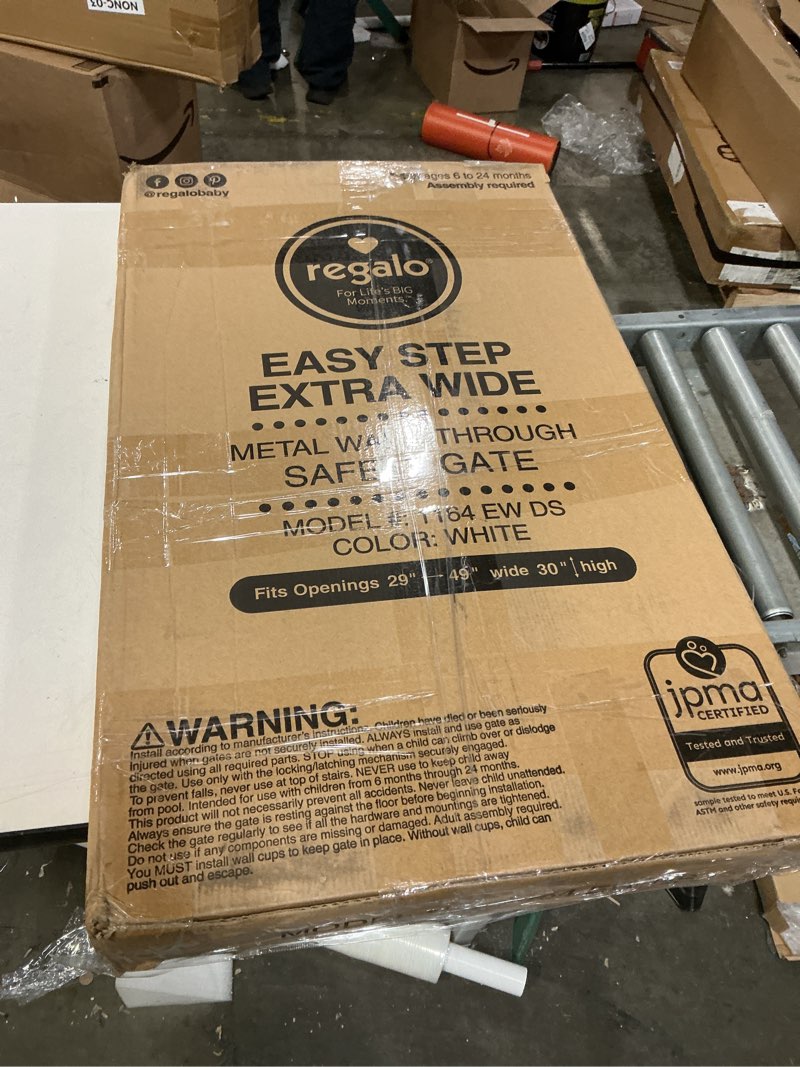 NONC-03
ages 6 to 24 months
Assembly required
@regalobaby
regalo®
For Life's BIG
Moments.™
EASY STEP
EXTRA WIDE
METAL THROUGH
GATE
MODEL #: 1164 EW DS
COLOR: WHITE
Fits Openings 29" — 49" wide 30" high
WARNING:
Install according to manufacturer's instructions. Children have died or been seriously
injured when gates are not securely installed. ALWAYS install and use gate as
directed using all required parts. STOP using when a child can climb over or dislodge
the gate. Use only with the locking/latching mechanism securely engaged.
To prevent falls, never use at top of stairs. NEVER use to keep child away
from pool. Intended for use with children from 6 months through 24 months.
This product will not necessarily prevent all accidents. Never leave child unattended.
Always ensure the gate is resting against the floor before beginning installation.
Check the gate regularly to see if all the hardware and mountings are tightened.
Do not use if any components are missing or damaged. Adult assembly required.
You MUST install wall cups to keep gate in place. Without wall cups, child can
push out and escape.
jpma
CERTIFIED
Tested and Trusted
www.jpma.org
sample tested to meet U.S.
ASTM and other safety